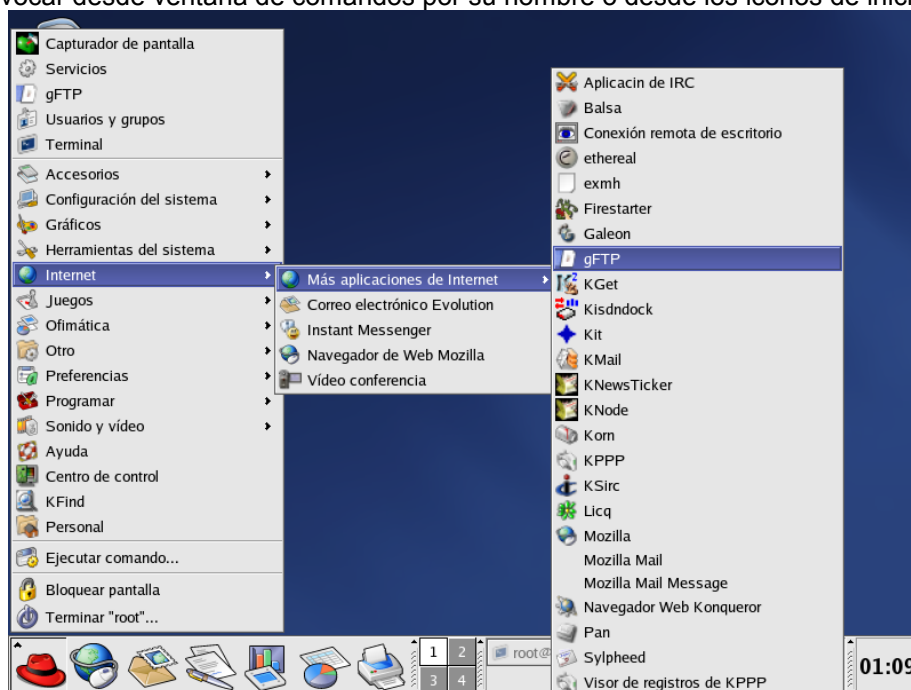 vocar desde ventana de comandos por su nombre o desde los iconos de inici
Capturador de pantalla
Servicios
gFTP
Usuarios y grupos
Terminal
Accesorios
Configuración del sistema
Gráficos
Herramientas del sistema
Internet
Juegos
Ofimática
Otro
Preferencias
Programar
Sonido y vídeo
Ayuda
Centro de control
KFind
Personal
Ejecutar comando...
Bloquear pantalla
Terminar "root"...
Más aplicaciones de Internet
Correo electrónico Evolution
Instant Messenger
Navegador de Web Mozilla
Vídeo conferencia
Aplicacin de IRC
Balsa
Conexión remota de escritorio
ethereal
exmh
Firestarter
Galeon
gFTP
KGet
Kisdndock
Kit
KMail
KNewsTicker
KNode
Korn
KPPP
KSirc
Licq
Mozilla
Mozilla Mail
Mozilla Mail Message
Navegador Web Konqueror
Pan
Sylpheed
Visor de registros de KPPP
1 2
3 4
root@
01:09